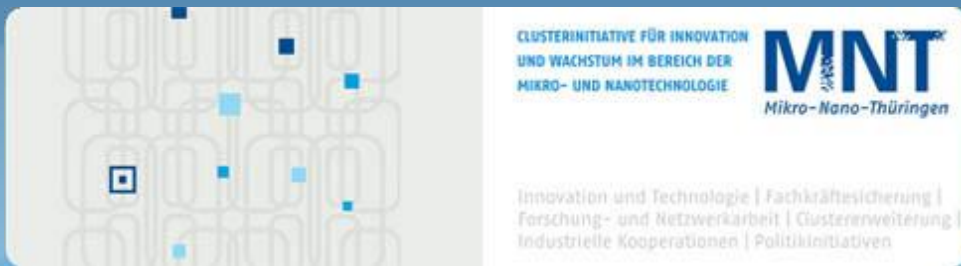 CLUSTERINITIATIVE FÜR INNOVATION
UND WACHSTUM IM BEREICH DER
MIKRO- UND NANOTECHNOLOGIE
MNT
Mikro-Nano-Thüringen
Innovation und Technologie | Fachkräftesicherung |
Forschung- und Netzwerkarbeit | Clustererweiterung |
Industrielle Kooperationen | Politikinitiativen